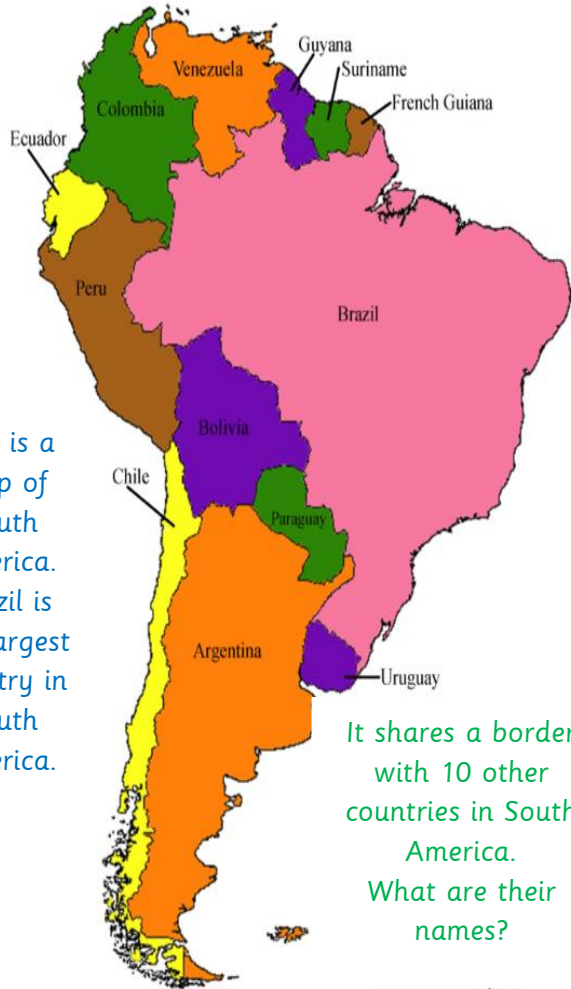 Guyana
Venezuela
Suriname
Colombia
French Guiana
Ecuador
Peru
Brazil
Bolivia
Chile
Paraguay
Argentina
Uruguay
is a
p of
uth
erica.
zil is
argest
try in
uth
erica.
It shares a border
with 10 other
countries in South
America.
What are their
names?